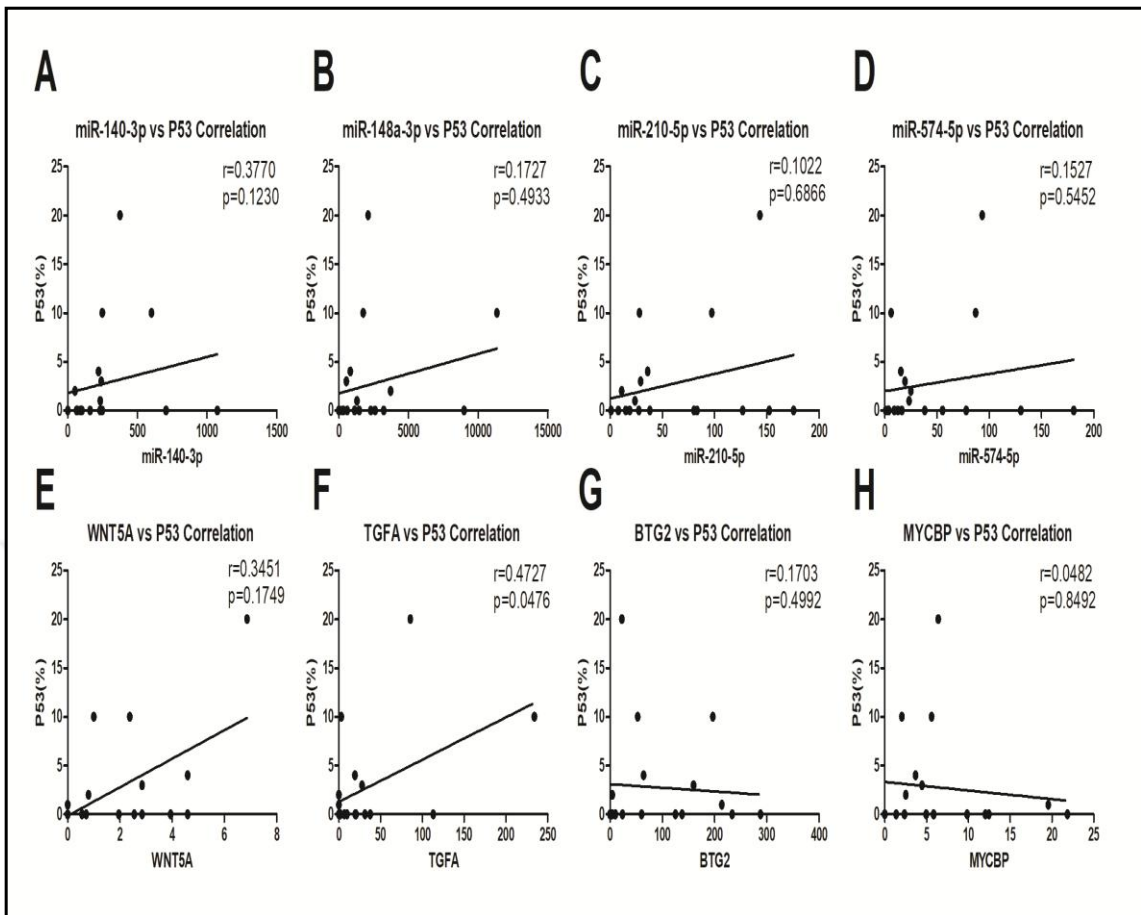 A
miR-140-3p vs P53 Correlation
r=0.3770
p=0.1230
25
20
15
10
5
0
P53(%)
0 500 1000 1500
miR-140-3p
B
miR-148a-3p vs P53 Correlation
r=0.1727
p=0.4933
25
20
15
10
5
0
P53(%)
0 5000 10000 15000
C
miR-210-5p vs P53 Correlation
r=0.1022
p=0.6866
25
20
15
10
5
0
P53(%)
0 50 100 150 200
miR-210-5p
D
miR-574-5p vs P53 Correlation
r=0.1527
p=0.5452
25
20
15
10
5
0
P53(%)
0 50 100 150 200
miR-574-5p
E
WNT5A vs P53 Correlation
r=0.3451
p=0.1749
25
20
15
10
5
0
P53(%)
0 2 4 6 8
WNT5A
F
TGFA vs P53 Correlation
r=0.4727
p=0.0476
25
20
15
10
5
0
P53(%)
0 50 100 150 200 250
TGFA
G
BTG2 vs P53 Correlation
r=0.1703
p=0.4992
25
20
15
10
5
0
P53(%)
0 100 200 300 400
BTG2
H
MYCBP vs P53 Correlation
r=0.0482
p=0.8492
25
20
15
10
5
0
P53(%)
0 5 10 15 20 25
MYCBP